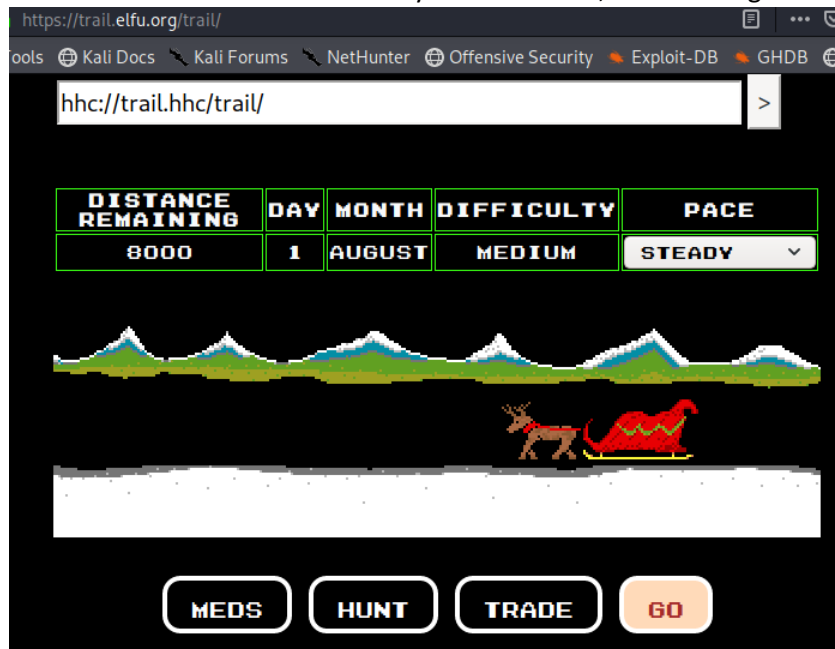 https://trail.elfu.org/trail/
ools Kali Docs Kali Forums NetHunter Offensive Security Exploit-DB GHDB
hhc://trail.hhc/trail/ >
DISTANCE REMAINING DAY MONTH DIFFICULTY PACE
8000 1 AUGUST MEDIUM STEADY
MEDS HUNT TRADE GO